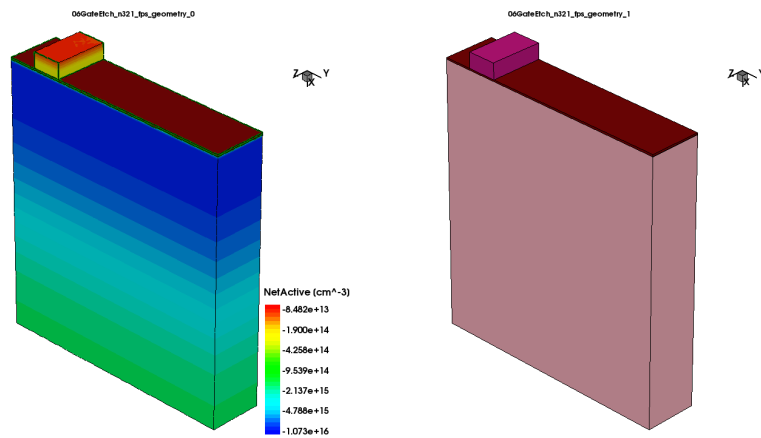 06GateEtch_n321_fps_geometry_0
06GateEtch_n321_fps_geometry_1
Z Y
X
Z Y
X
NetActive (cm^-3)
-8.482e+13
-1.900e+14
-4.258e+14
-9.539e+14
-2.137e+15
-4.788e+15
-1.073e+16